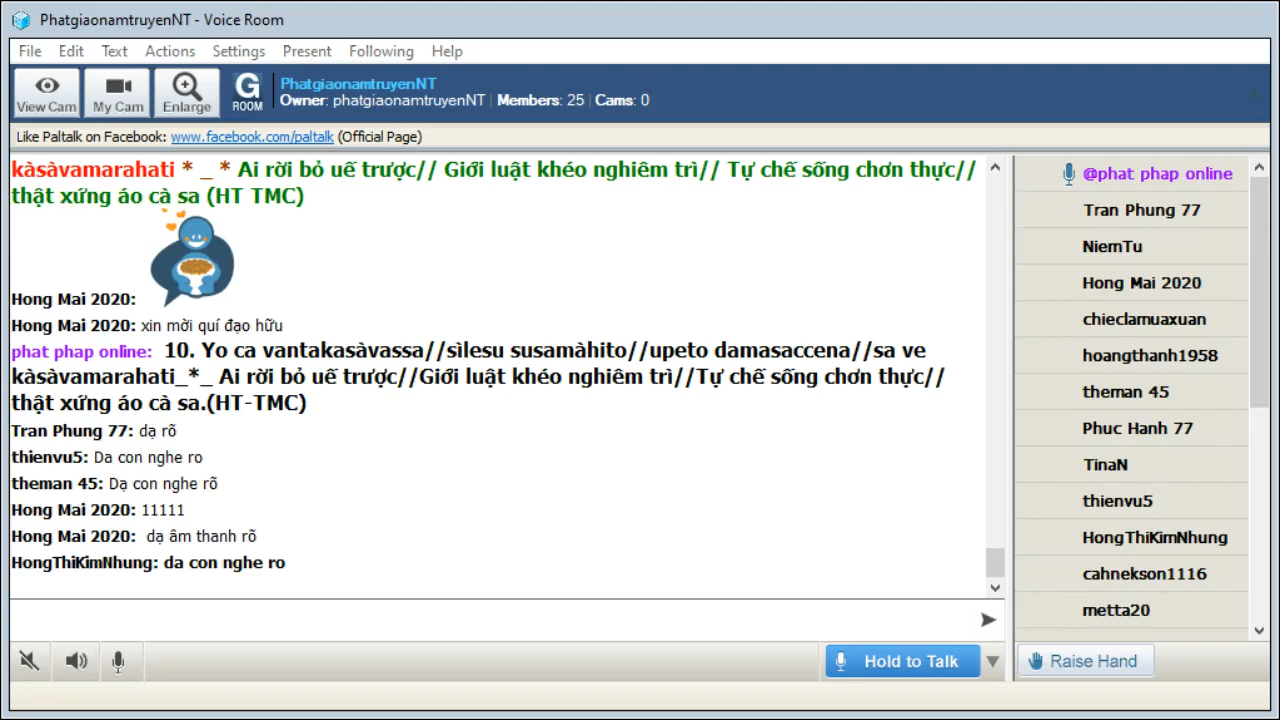 PhatgiaonamtruyenNT - Voice Room
File Edit Text Actions Settings Present Following Help
View Cam My Cam Enlarge G ROOM
PhatgiaonamtruyenNT
Owner: phatgiaonamtruyenNT | Members: 25 | Cams: 0
Like Paltalk on Facebook: www.facebook.com/paltalk (Official Page)
kàsàvamarahati * _ * Ai rời bỏ uế trược// Giới luật khéo nghiêm trì// Tự chế sống chơn thực//
thật xứng áo cà sa (HT TMC)
Hong Mai 2020:
Hong Mai 2020: xin mời quí đạo hữu
phat phap online: 10. Yo ca vantakasàvassa//sìlesu susamàhito//upeto damasaccena//sa ve
kàsàvamarahati_*_ Ai rời bỏ uế trược//Giới luật khéo nghiêm trì//Tự chế sống chơn thực//
thật xứng áo cà sa.(HT-TMC)
Tran Phung 77: dạ rõ
thienvu5: Da con nghe ro
theman 45: Dạ con nghe rõ
Hong Mai 2020: 11111
Hong Mai 2020: dạ âm thanh rõ
HongThiKimNhung: da con nghe ro
@phat phap online
Tran Phung 77
NiemTu
Hong Mai 2020
chieclamuaxuan
hoangthanh1958
theman 45
Phuc Hanh 77
TinaN
thienvu5
HongThiKimNhung
cahnekson1116
metta20
Hold to Talk
Raise Hand